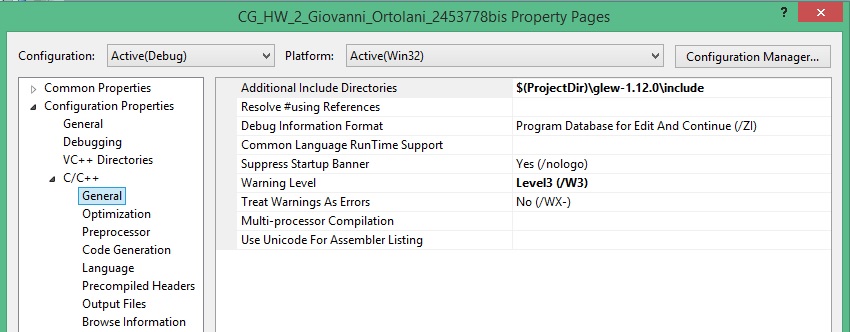 CG_HW_2_Giovanni_Ortolani_2453778bis Property Pages
?
Configuration: Active(Debug) Platform: Active(Win32) Configuration Manager...
Common Properties
Configuration Properties
General
Debugging
VC++ Directories
C/C++
General
Optimization
Preprocessor
Code Generation
Language
Precompiled Headers
Output Files
Browse Information
Additional Include Directories $(ProjectDir)\glew-1.12.0\include
Resolve #using References
Debug Information Format Program Database for Edit And Continue (/ZI)
Common Language RunTime Support
Suppress Startup Banner Yes (/nologo)
Warning Level Level3 (/W3)
Treat Warnings As Errors No (/WX-)
Multi-processor Compilation
Use Unicode For Assembler Listing